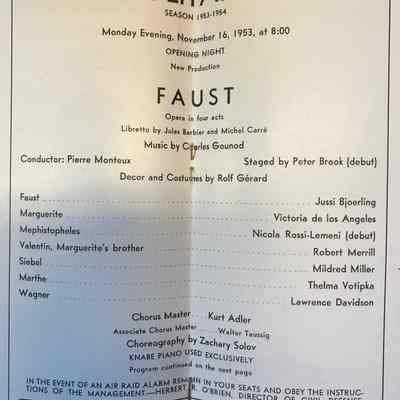 SEASON 1953-1954
Monday Evening, November 16, 1953, at 8:00
OPENING NIGHT
New Production
FAUST
Opera in four acts
Libretto by Jules Barbier and Michel Carré
Music by Charles Gounod
Conductor: Pierre Monteux Staged by Peter Brook (debut)
Decor and Costumes by Rolf Gérard
Faust Jussi Bjoerling
Marguerite Victoria de los Angeles
Mephistopheles Nicola Rossi-Lemeni (debut)
Valentin, Marguerite's brother Robert Merrill
Siebel Mildred Miller
Marthe Thelma Votipka
Wagner Lawrence Davidson
Chorus Master Kurt Adler
Associate Chorus Master Walter Taussig
Choreography by Zachary Solov
KNABE PIANO USED EXCLUSIVELY
Program continued on the next page
IN THE EVENT OF AN AIR RAID ALARM REMAIN IN YOUR SEATS AND OBEY THE INSTRUC-
TIONS OF THE MANAGEMENT.—HERBERT R. O'BRIEN, DIRECTOR OF CIVIL DEFENSE.